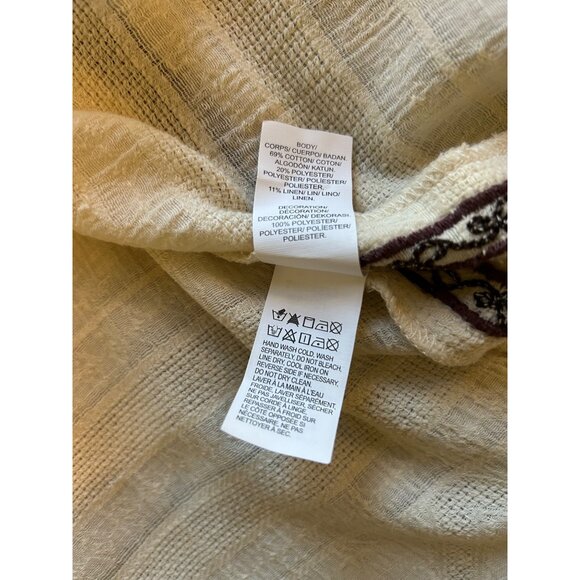 BODY/
CORPS/ CUERPO/ BADAN.
69% COTTON/ COTON/
ALGODÓN/ KATUN.
20% POLYESTER/
POLYESTER/ POLIÉSTER/
POLIESTER.
11% LINEN/ LIN/ LINO/
LINEN.
DECORATION/
DÉCORATION/
DECORACIÓN/ DEKORASI.
100% POLYESTER/
POLYESTER/ POLIÉSTER/
POLIESTER.
HAND WASH COLD, WASH
SEPARATELY, DO NOT BLEACH,
LINE DRY, COOL IRON ON
REVERSE SIDE IF NECESSARY,
DO NOT DRY CLEAN.
LAVER À LA MAIN À L'EAU
FROIDE, LAVER SÉPARÉMENT,
NE PAS JAVELLISER, SÉCHER
SUR CORDE À LINGE,
REPASSER À FROID SUR
LE CÔTÉ OPPOSÉE SI
NÉCESSAIRE, NE PAS
NETTOYER À SEC.